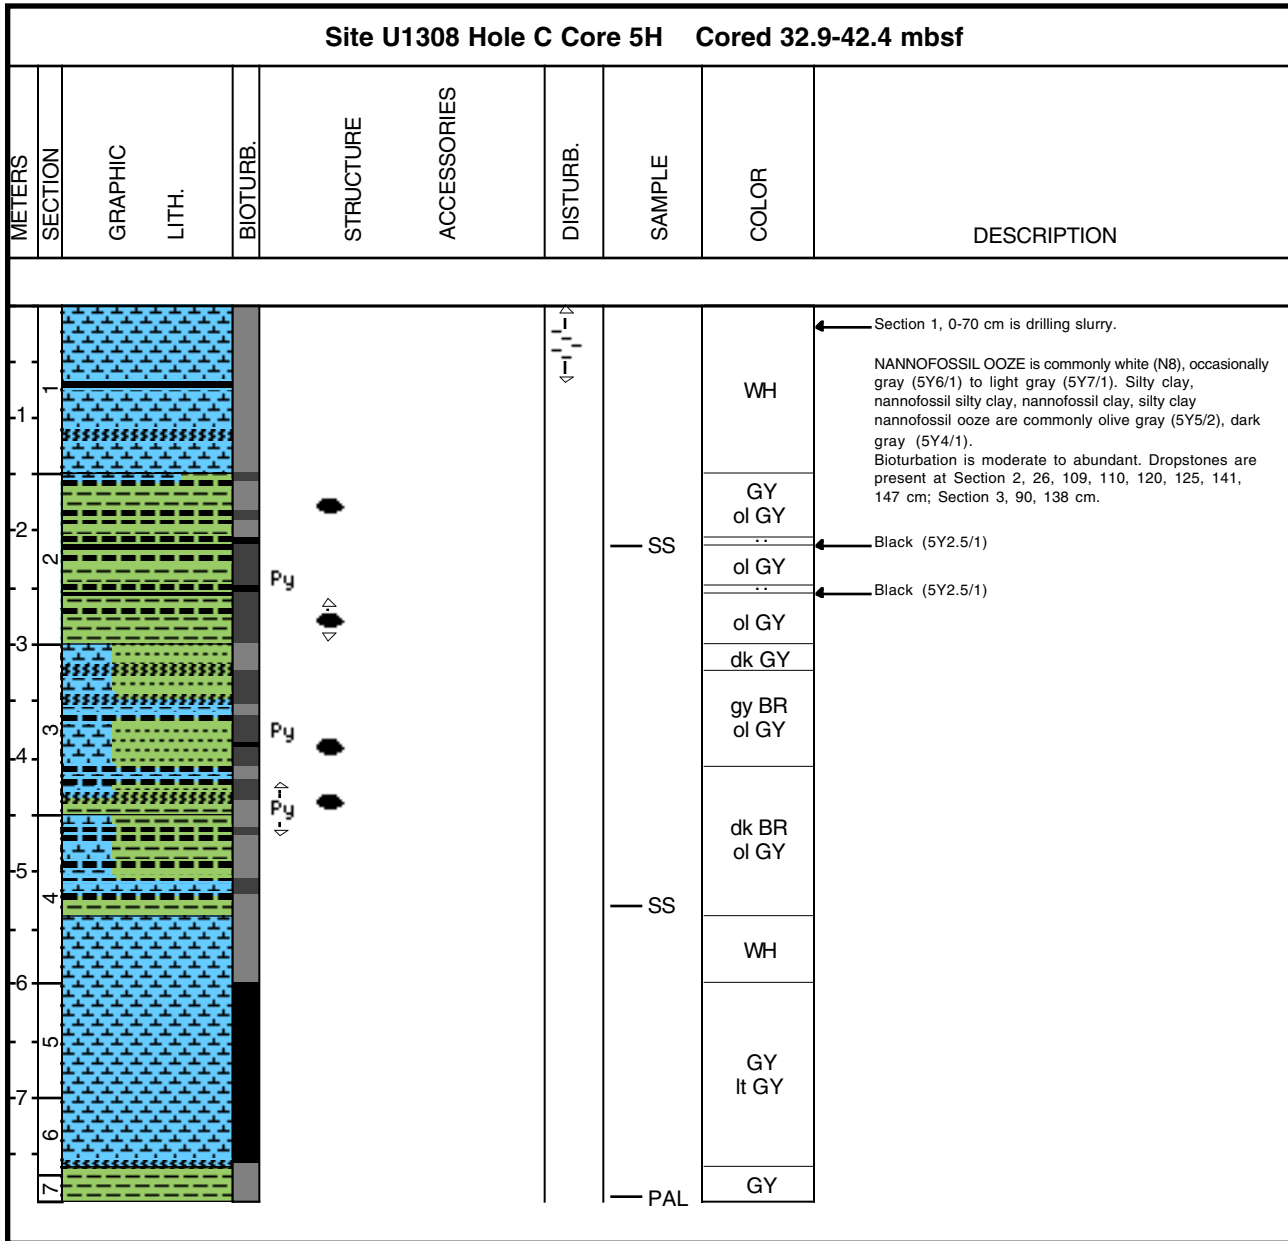 Site U1308 Hole C Core 5H Cored 32.9-42.4 mbsf
METERS
SECTION
GRAPHIC
LITH.
BIOTURB.
STRUCTURE
ACCESSORIES
DISTURB.
SAMPLE
COLOR
DESCRIPTION
Section 1, 0-70 cm is drilling slurry.
NANNOFOSSIL OOZE is commonly white (N8), occasionally
gray (5Y6/1) to light gray (5Y7/1). Silty clay,
nannofossil silty clay, nannofossil clay, silty clay
nannofossil ooze are commonly olive gray (5Y5/2), dark
gray (5Y4/1).
Bioturbation is moderate to abundant. Dropstones are
present at Section 2, 26, 109, 110, 120, 125, 141,
147 cm; Section 3, 90, 138 cm.
1
1
WH
GY
ol GY
2
2
SS
Black (5Y2.5/1)
ol GY
Py
Black (5Y2.5/1)
ol GY
3
dk GY
gy BR
ol GY
3
Py
4
Py
dk BR
ol GY
5
4
SS
WH
6
5
GY
lt GY
7
6
7
GY
PAL